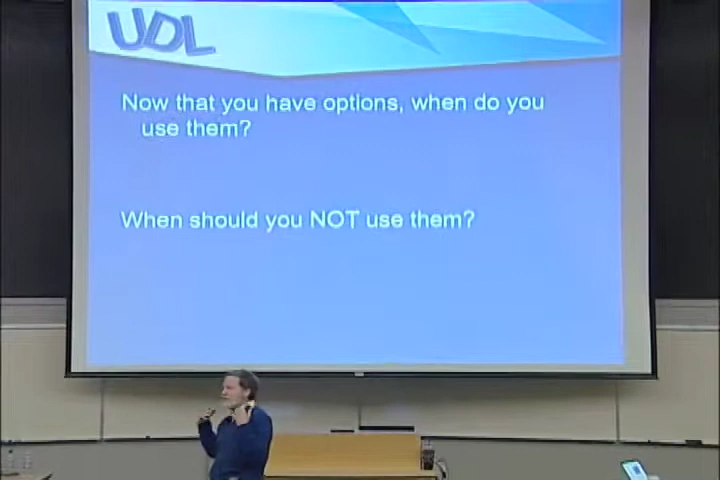 UDL
Now that you have options, when do you
use them?
When should you NOT use them?